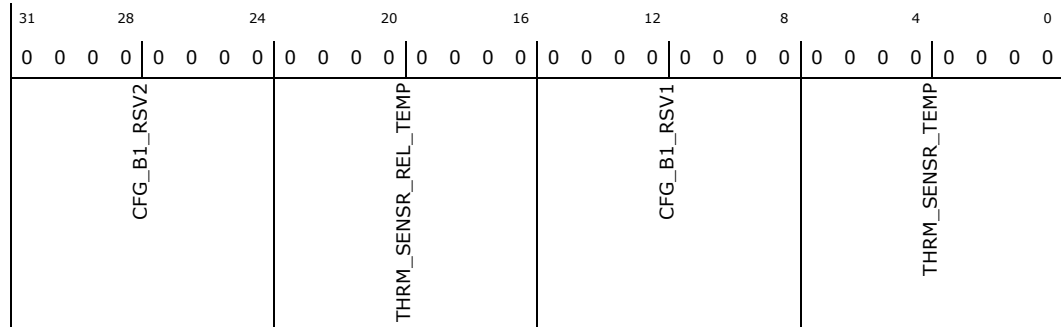 31 28 24 20 16 12 8 4 0
0 0 0 0 0 0 0 0 0 0 0 0 0 0 0 0 0 0 0 0 0 0 0 0 0 0 0 0 0 0 0 0
CFG_B1_RSV2
THRM_SENSR_REL_TEMP
CFG_B1_RSV1
THRM_SENSR_TEMP